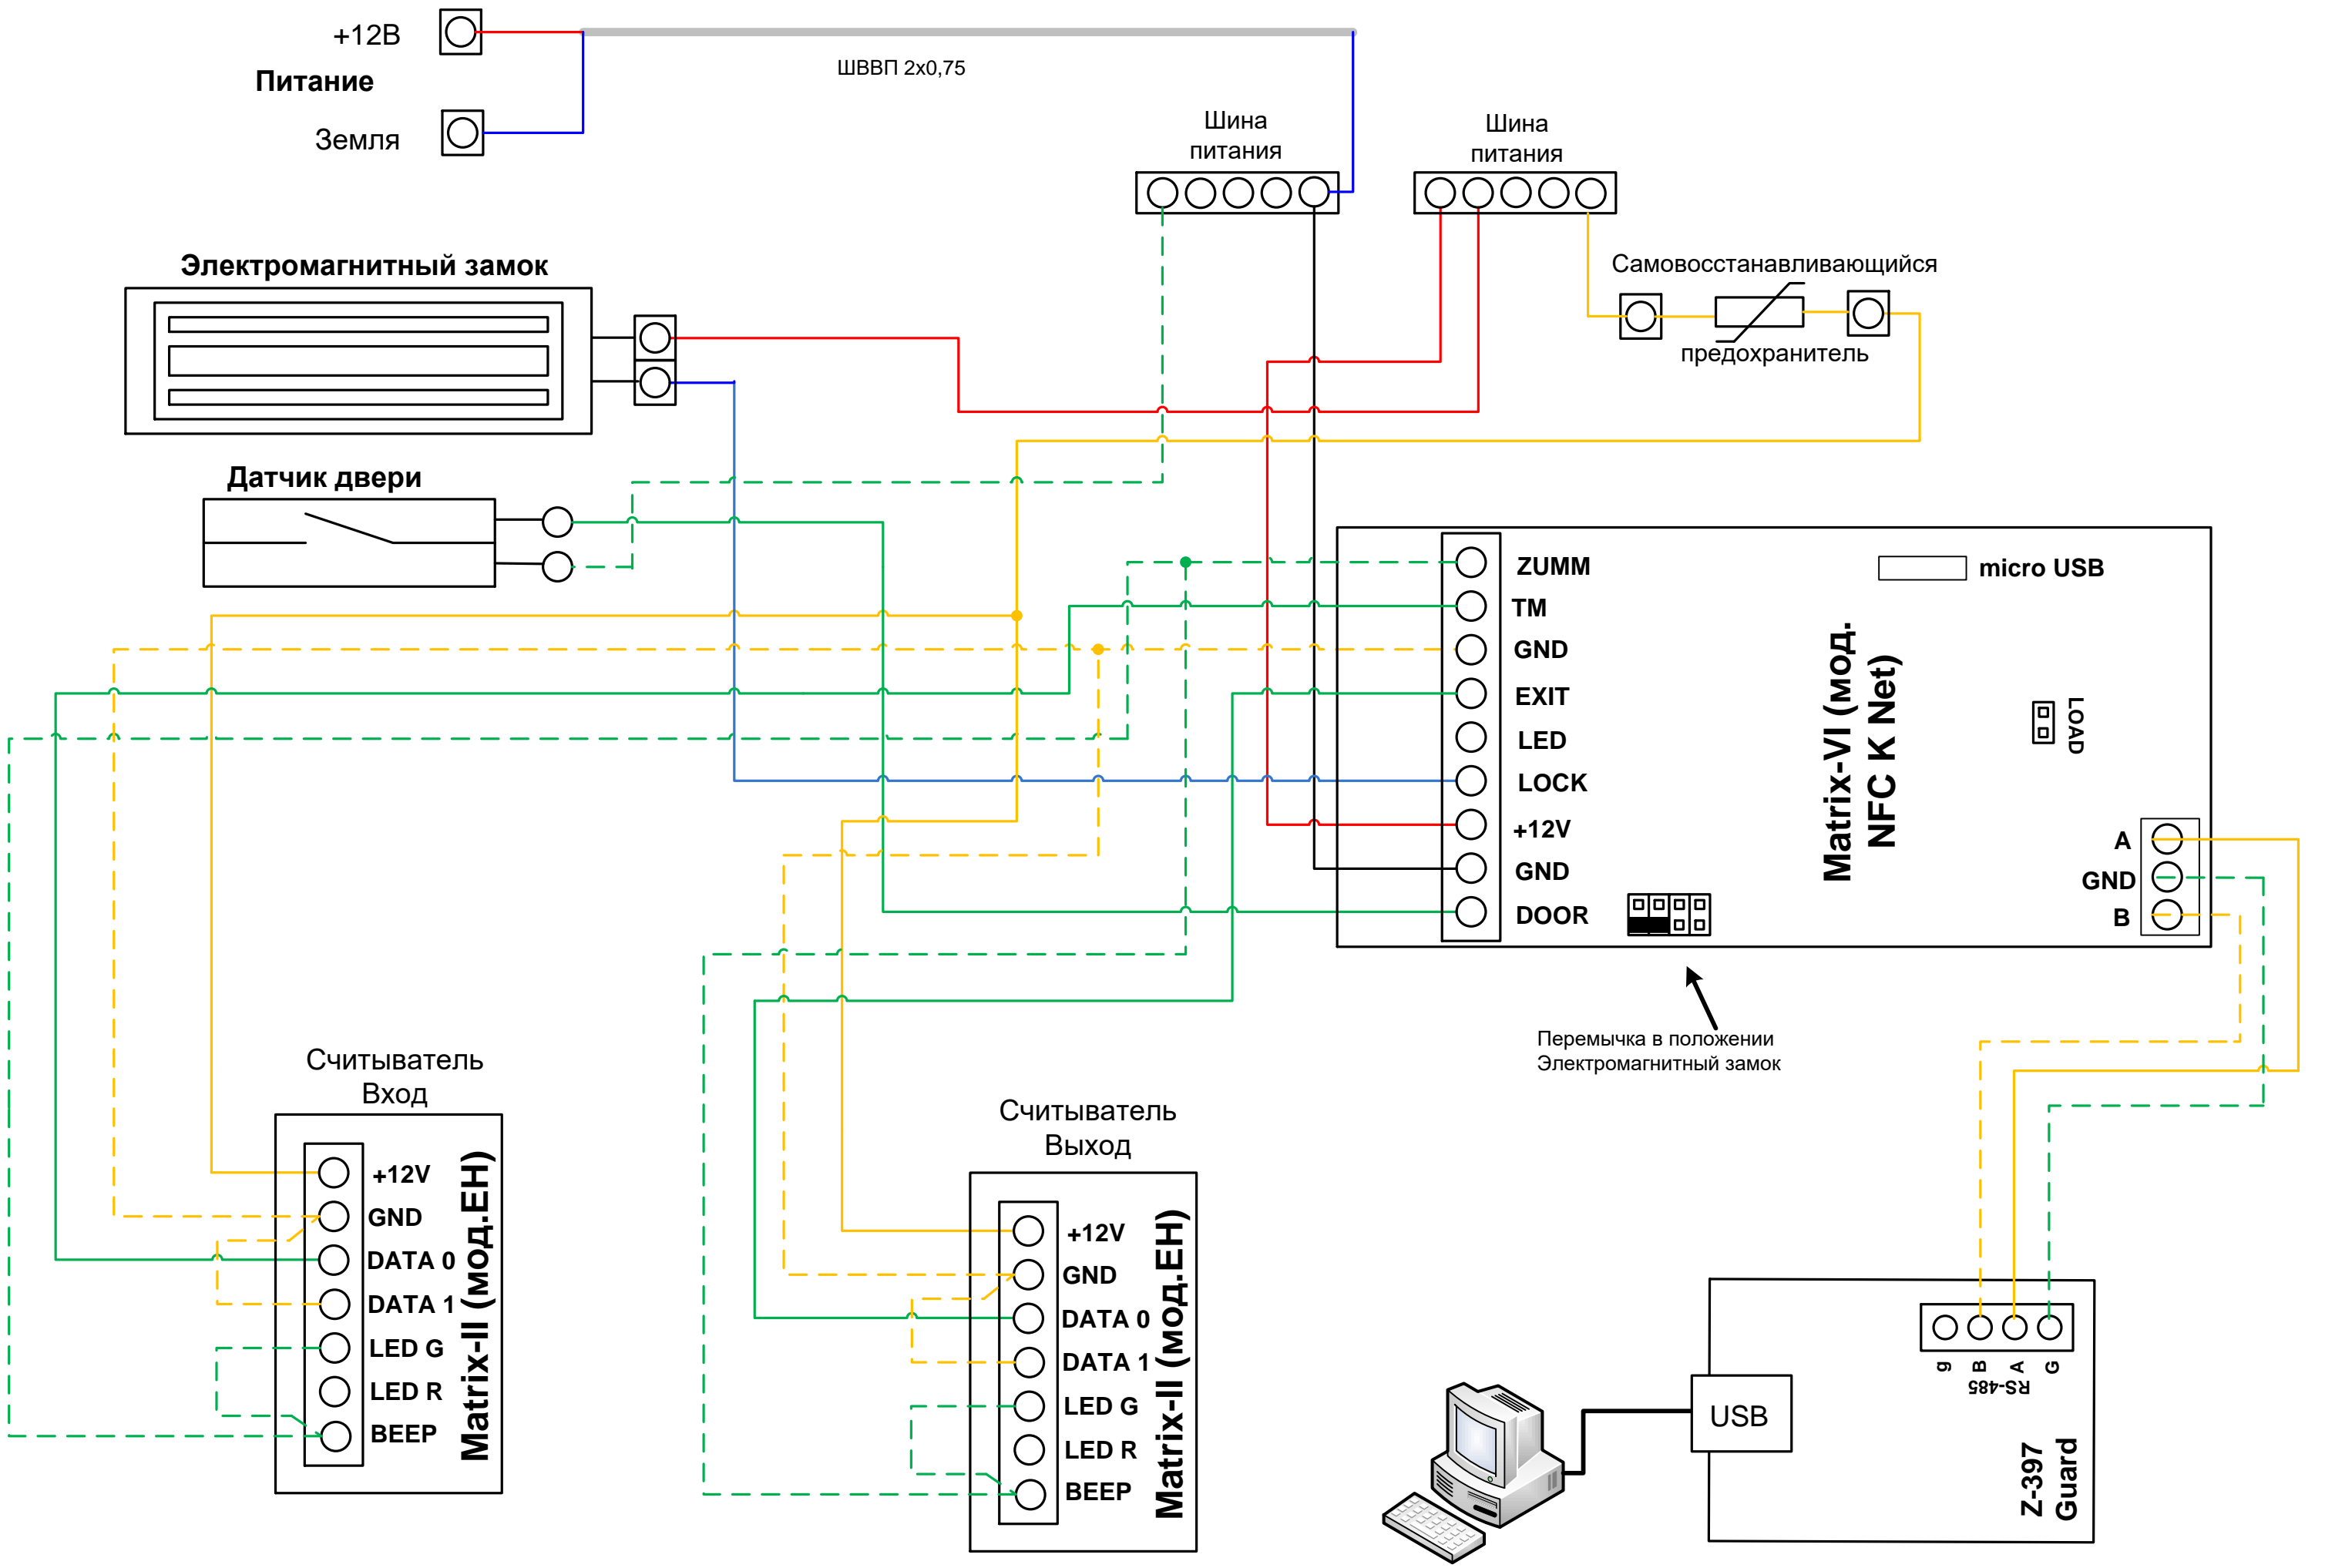 +12В
Питание
Земля
ШВВП 2x0,75
Шина
питания
Шина
питания
Самовосстанавливающийся
предохранитель
Электромагнитный замок
Датчик двери
ZUMM
TM
GND
EXIT
LED
LOCK
+12V
GND
DOOR
micro USB
Matrix-VI (мод.
NFC K Net)
LOAD
A
GND
B
Перемычка в положении
Электромагнитный замок
Считыватель
Вход
+12V
GND
DATA 0
DATA 1
LED G
LED R
BEEP
Matrix-II (мод.EH)
Считыватель
Выход
+12V
GND
DATA 0
DATA 1
LED G
LED R
BEEP
Matrix-II (мод.EH)
g
B
A
G
RS-485
USB
Z-397
Guard